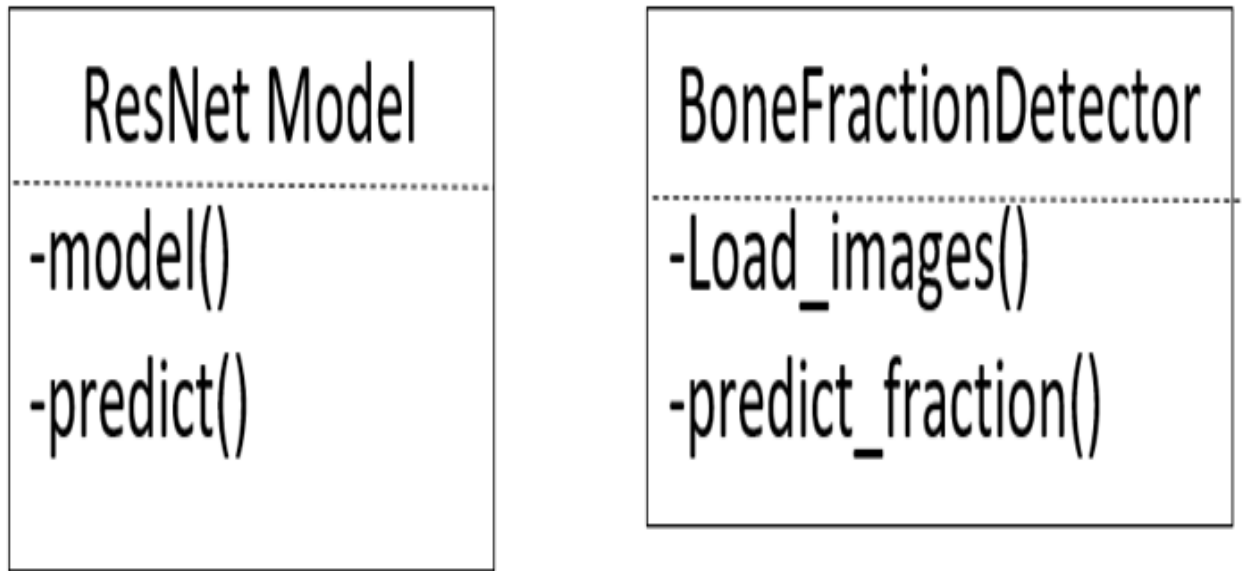 ResNet Model
-model()
-predict()
BoneFractionDetector
-Load_images()
-predict_fraction()